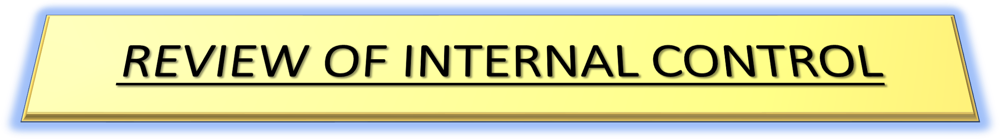 REVIEW OF INTERNAL CONTROL